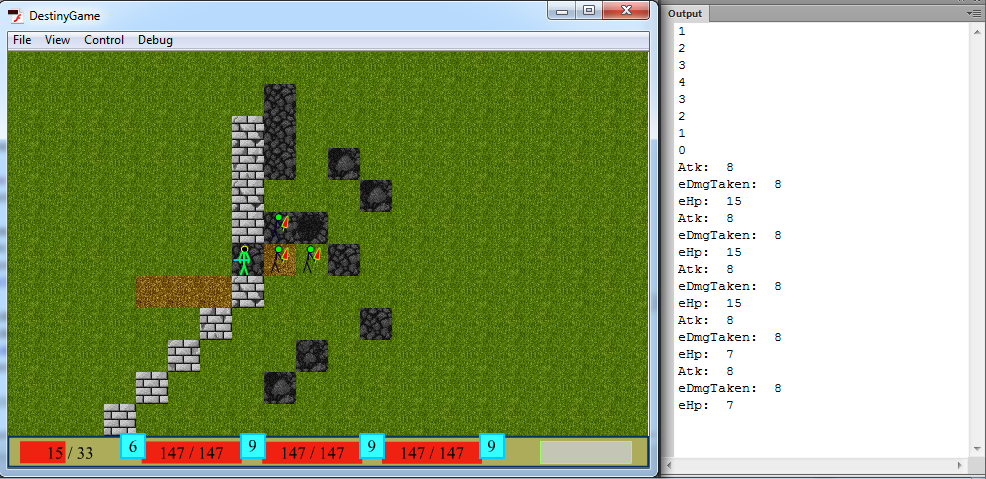 DestinyGame
File View Control Debug
15 / 33
6
147 / 147
9
147 / 147
9
147 / 147
9
Output
1
2
3
4
3
2
1
0
Atk: 8
eDmgTaken: 8
eHp: 15
Atk: 8
eDmgTaken: 8
eHp: 15
Atk: 8
eDmgTaken: 8
eHp: 15
Atk: 8
eDmgTaken: 8
eHp: 7
Atk: 8
eDmgTaken: 8
eHp: 7